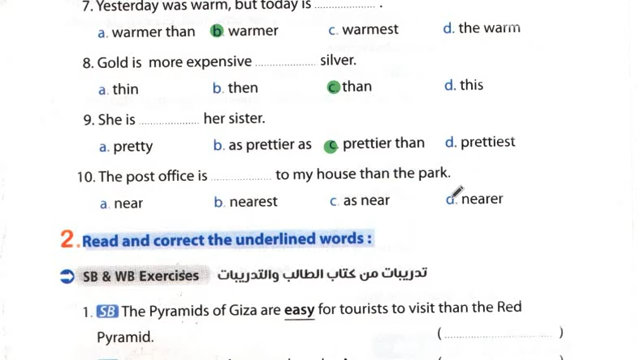 7. Yesterday was warm, but today is .................... .
a. warmer than b warmer c. warmest d. the warm
8. Gold is more expensive .................... silver.
a. thin b. then c than d. this
9. She is .................... her sister.
a. pretty b. as prettier as c. prettier than d. prettiest
10. The post office is .................... to my house than the park.
a. near b. nearest c. as near d. nearer
2. Read and correct the underlined words :
SB & WB Exercises تدريبات من كتاب الطالب والتدريبات
1. SB The Pyramids of Giza are easy for tourists to visit than the Red
Pyramid. (..............................)